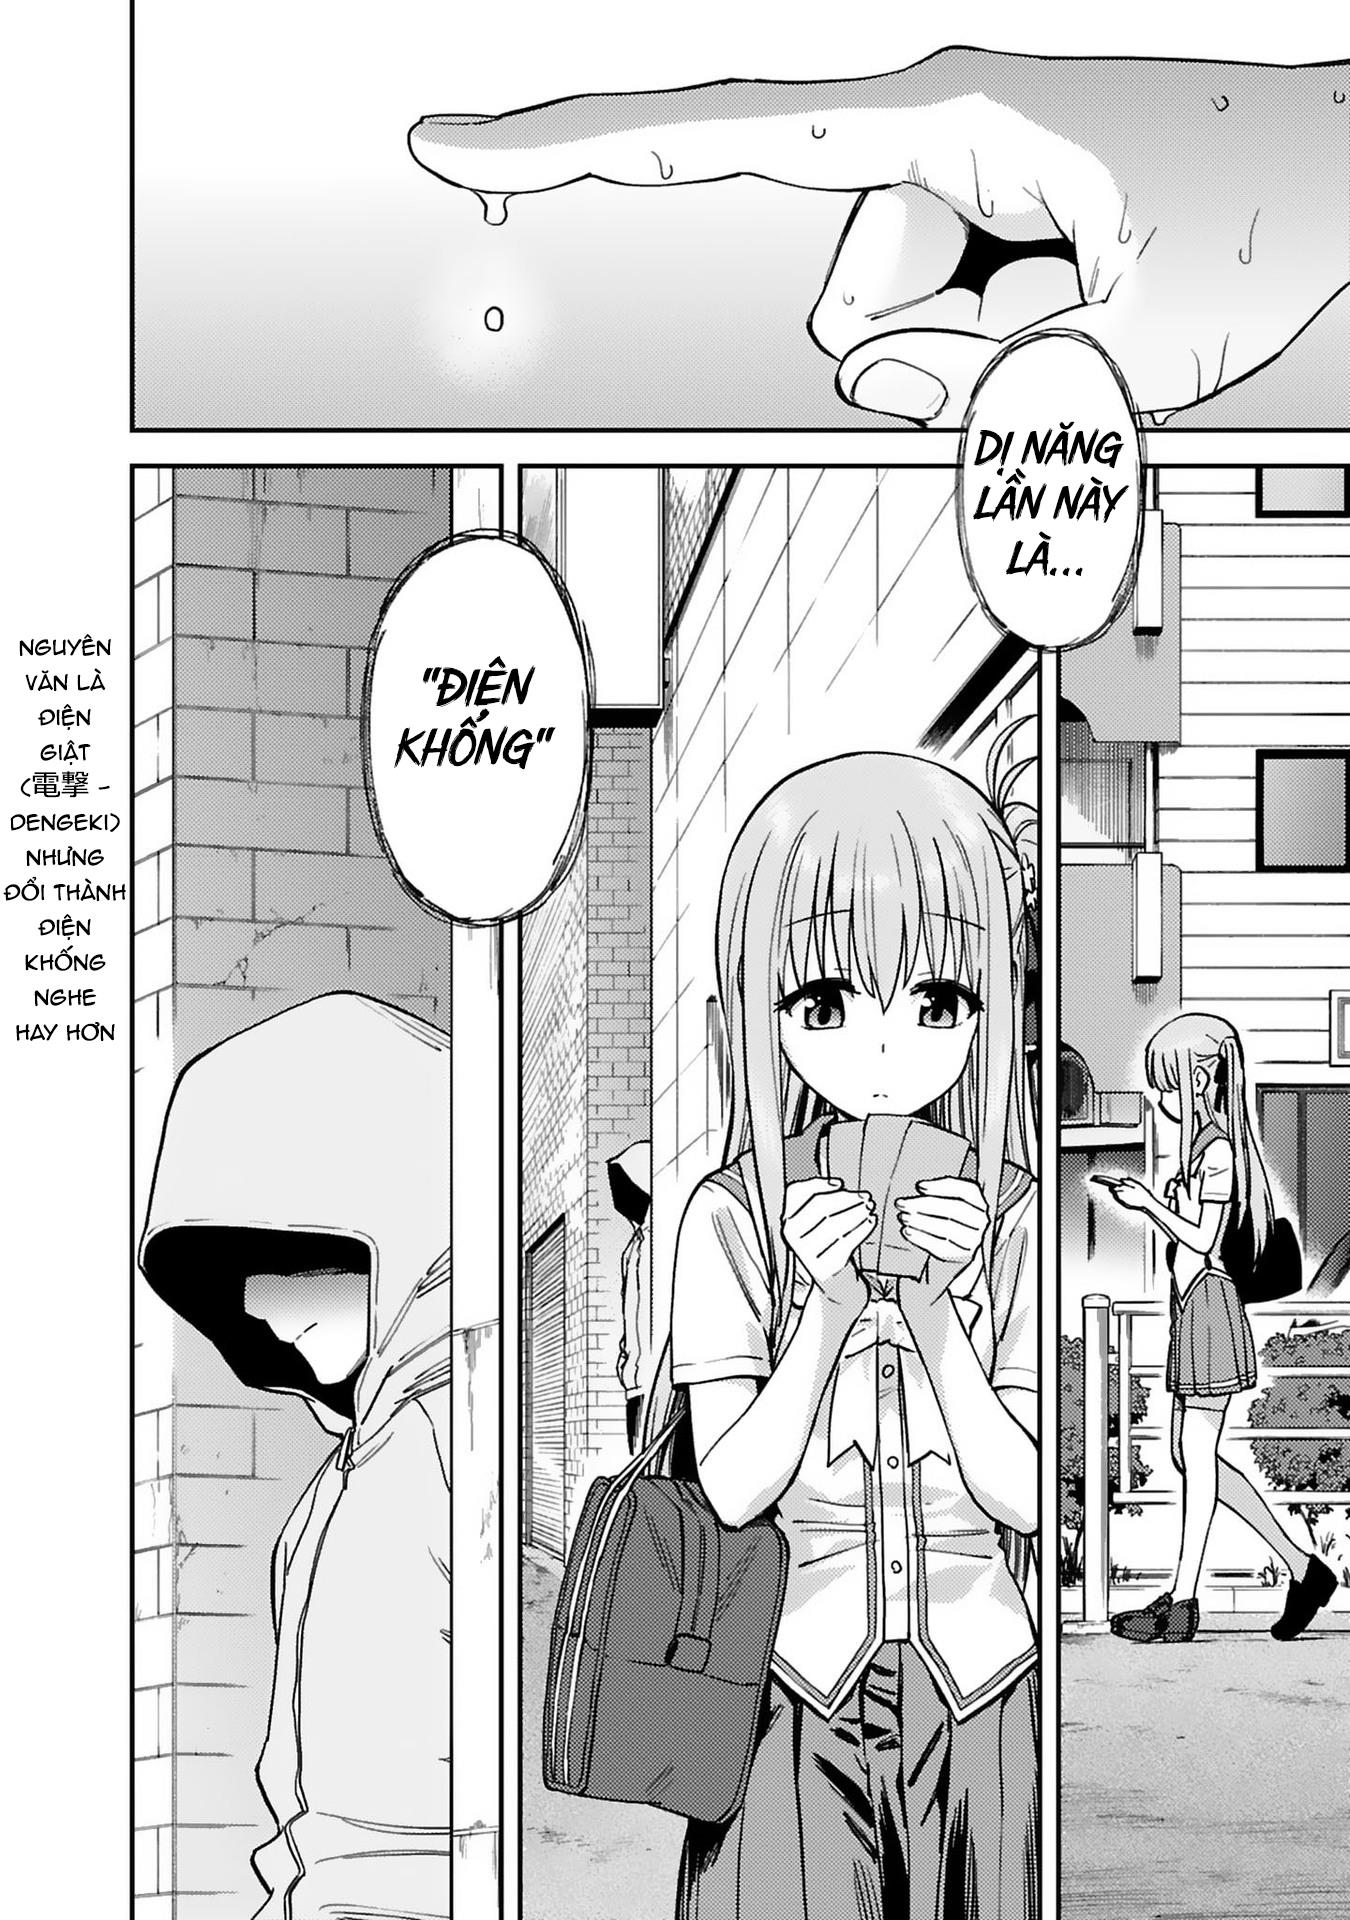 DỊ NĂNG
LẦN NÀY
LÀ...
"ĐIỆN
KHỐNG"
NGUYÊN
VĂN LÀ
ĐIỆN
GIẬT
(電撃 -
DENGEKI)
NHƯNG
ĐỔI THÀNH
ĐIỆN
KHỐNG
NGHE
HAY HƠN